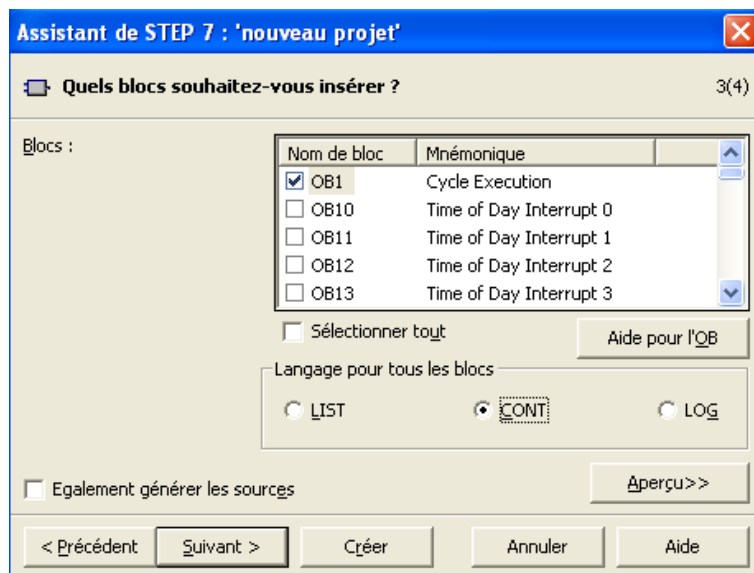 Assistant de STEP 7 : 'nouveau projet'
Quels blocs souhaitez-vous insérer ? 3(4)
Blocs :
Nom de bloc Mnémonique
OB1 Cycle Execution
OB10 Time of Day Interrupt 0
OB11 Time of Day Interrupt 1
OB12 Time of Day Interrupt 2
OB13 Time of Day Interrupt 3
Sélectionner tout
Aide pour l'OB
Langage pour tous les blocs
LIST CONT LOG
Egalement générer les sources
Aperçu>>
< Précédent Suivant > Créer Annuler Aide